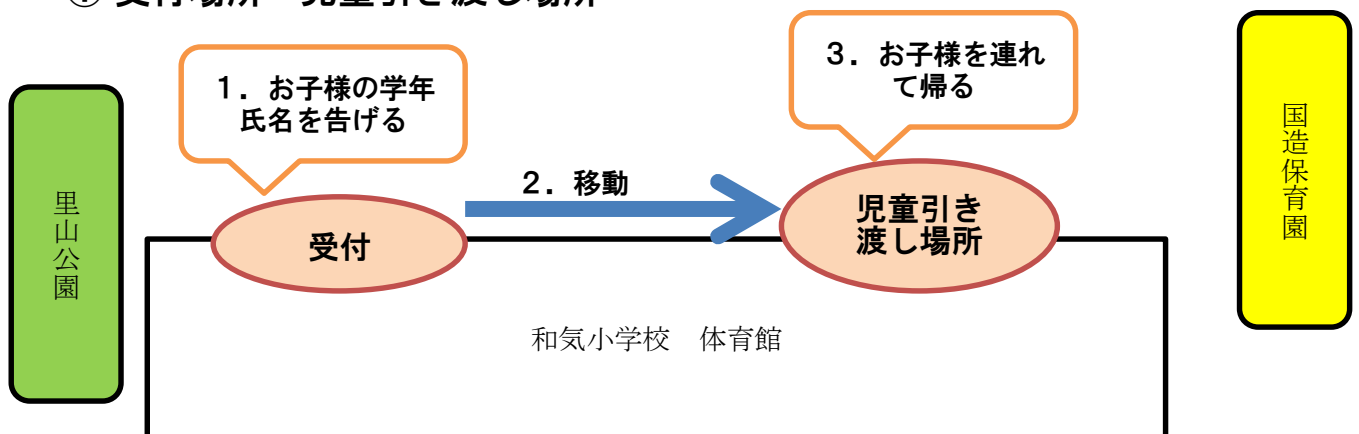 １．お子様の学年
氏名を告げる
３．お子様を連れ
て帰る
２．移動
里山公園
国造保育園
受付
児童引き
渡し場所
和気小学校　体育館